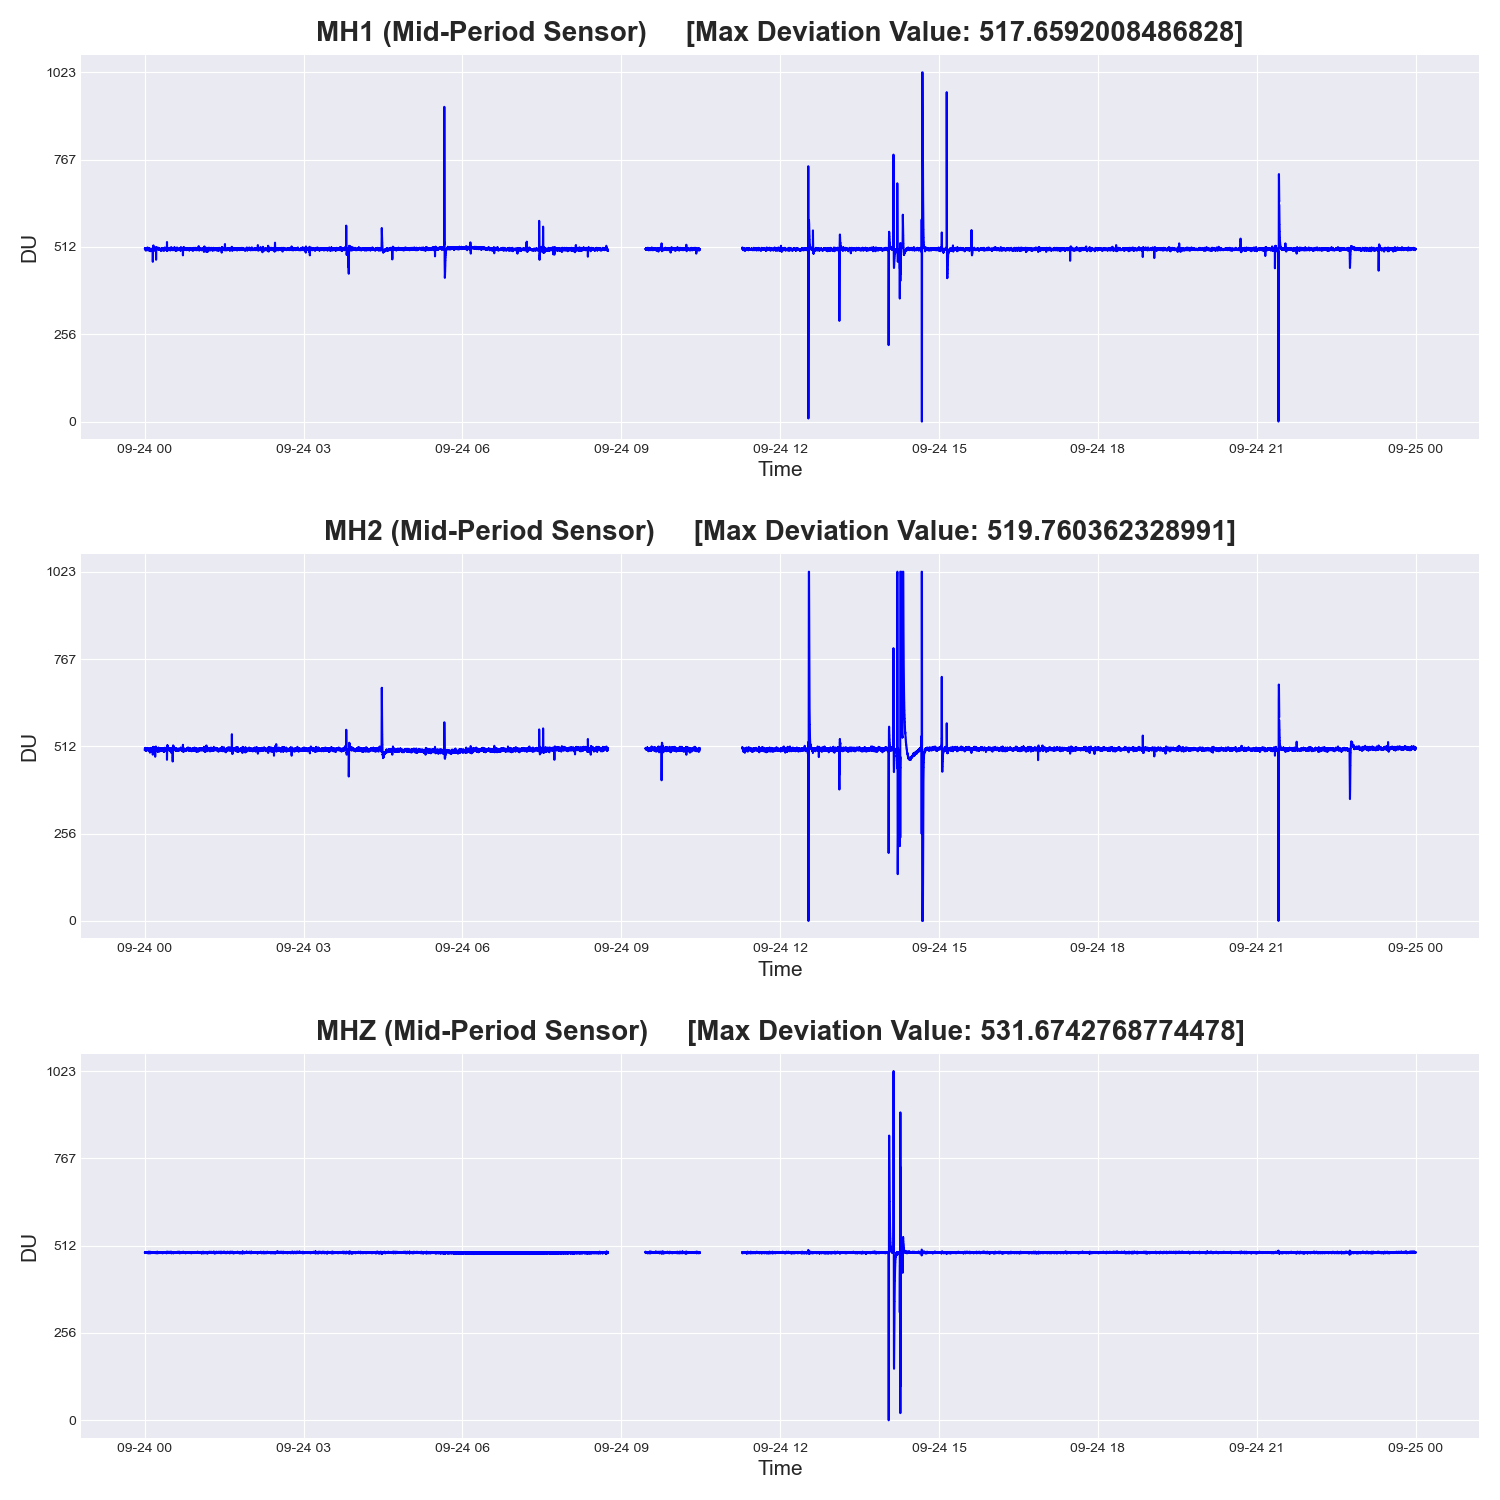 MH1 (Mid-Period Sensor) [Max Deviation Value: 517.6592008486828]
1023
767
512
256
0
DU
09-24 00 09-24 03 09-24 06 09-24 09 09-24 12 09-24 15 09-24 18 09-24 21 09-25 00
Time
MH2 (Mid-Period Sensor) [Max Deviation Value: 519.760362328991]
1023
767
512
256
0
DU
09-24 00 09-24 03 09-24 06 09-24 09 09-24 12 09-24 15 09-24 18 09-24 21 09-25 00
Time
MHZ (Mid-Period Sensor) [Max Deviation Value: 531.6742768774478]
1023
767
512
256
0
DU
09-24 00 09-24 03 09-24 06 09-24 09 09-24 12 09-24 15 09-24 18 09-24 21 09-25 00
Time